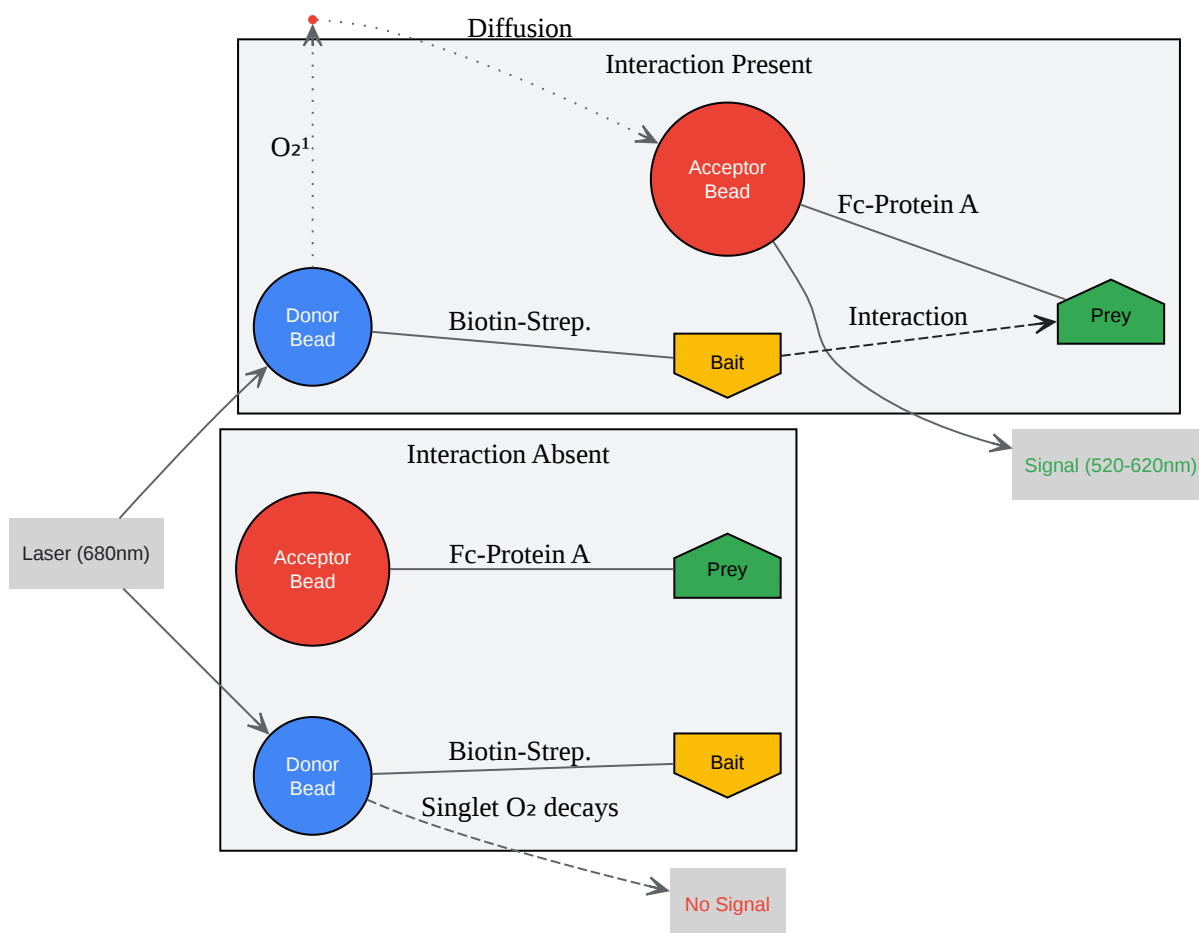 Diffusion
Interaction Present
O₂¹
Acceptor
Bead
Fc-Protein A
Donor
Bead
Biotin-Strep.
Bait
Interaction
Prey
Signal (520-620nm)
Laser (680nm)
Interaction Absent
Acceptor
Bead
Fc-Protein A
Prey
Donor
Bead
Biotin-Strep.
Bait
Singlet O₂ decays
No Signal